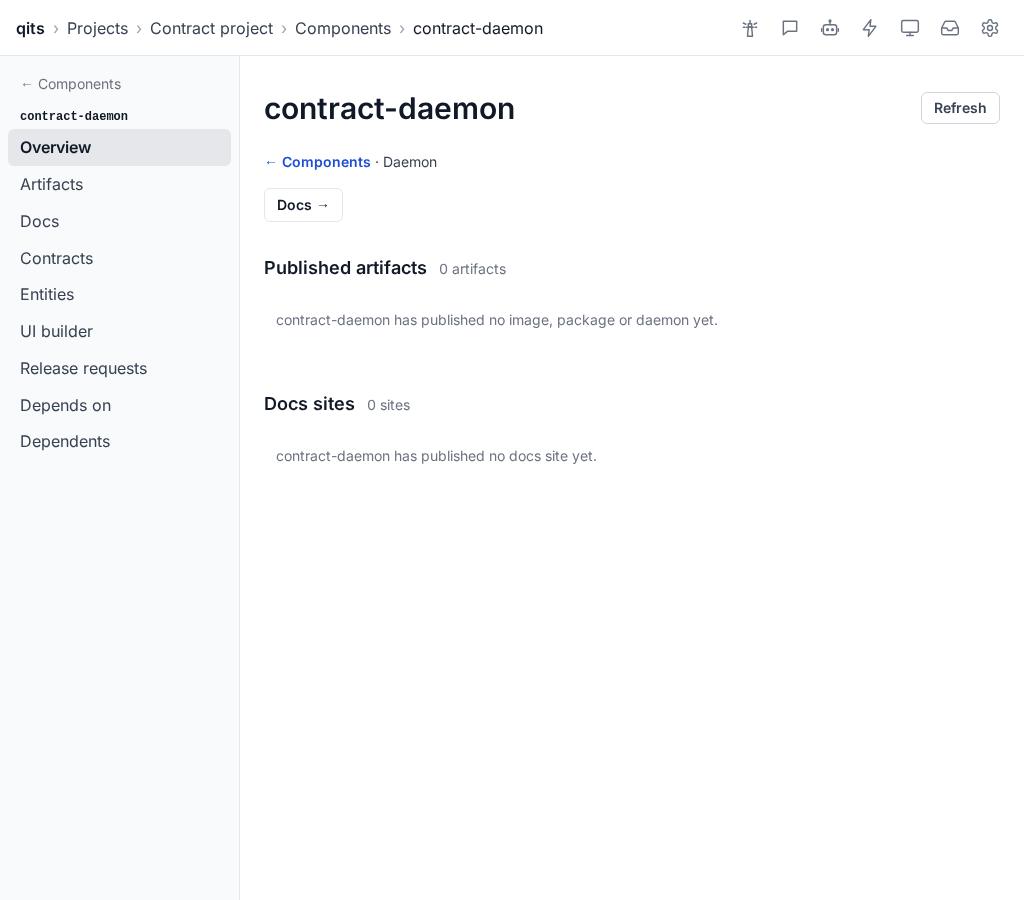 qits › Projects › Contract project › Components › contract-daemon
← Components
contract-daemon
Overview
Artifacts
Docs
Contracts
Entities
UI builder
Release requests
Depends on
Dependents
contract-daemon
Refresh
← Components · Daemon
Docs →
Published artifacts 0 artifacts
contract-daemon has published no image, package or daemon yet.
Docs sites 0 sites
contract-daemon has published no docs site yet.